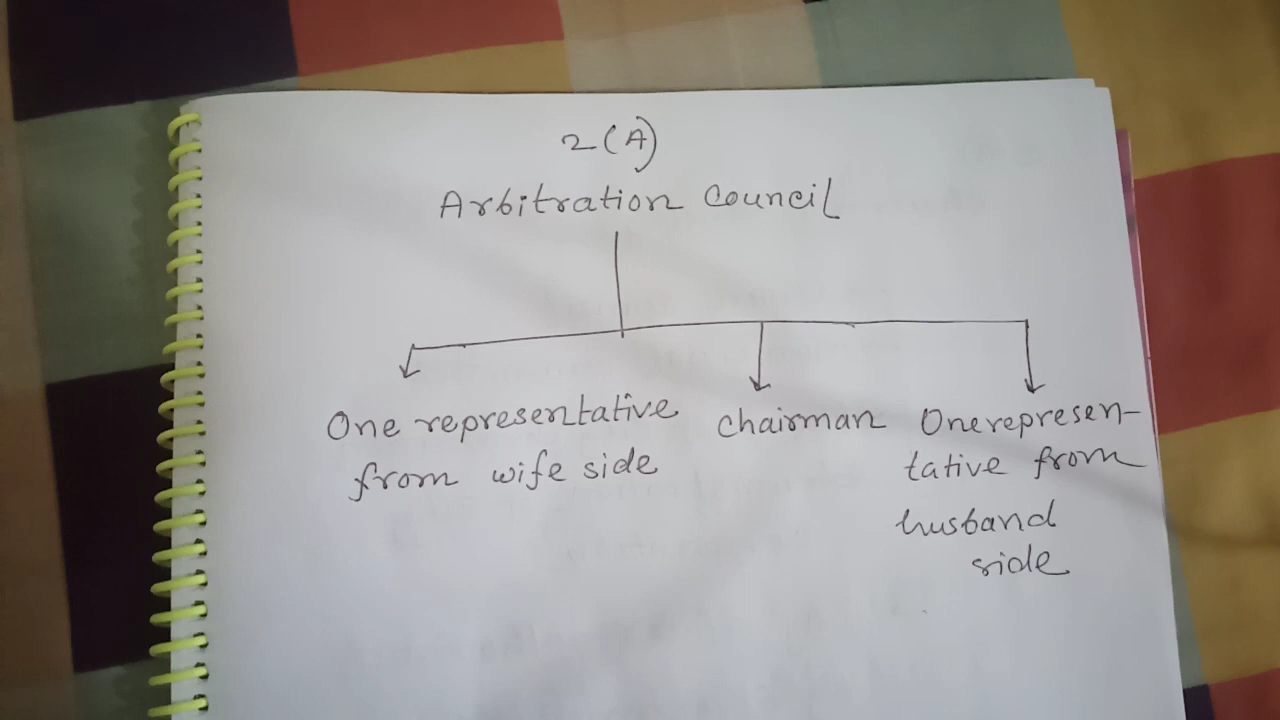 2(A)
Arbitration Council
One representative
from wife side
chairman
Onerepresen-
tative from
husband
side